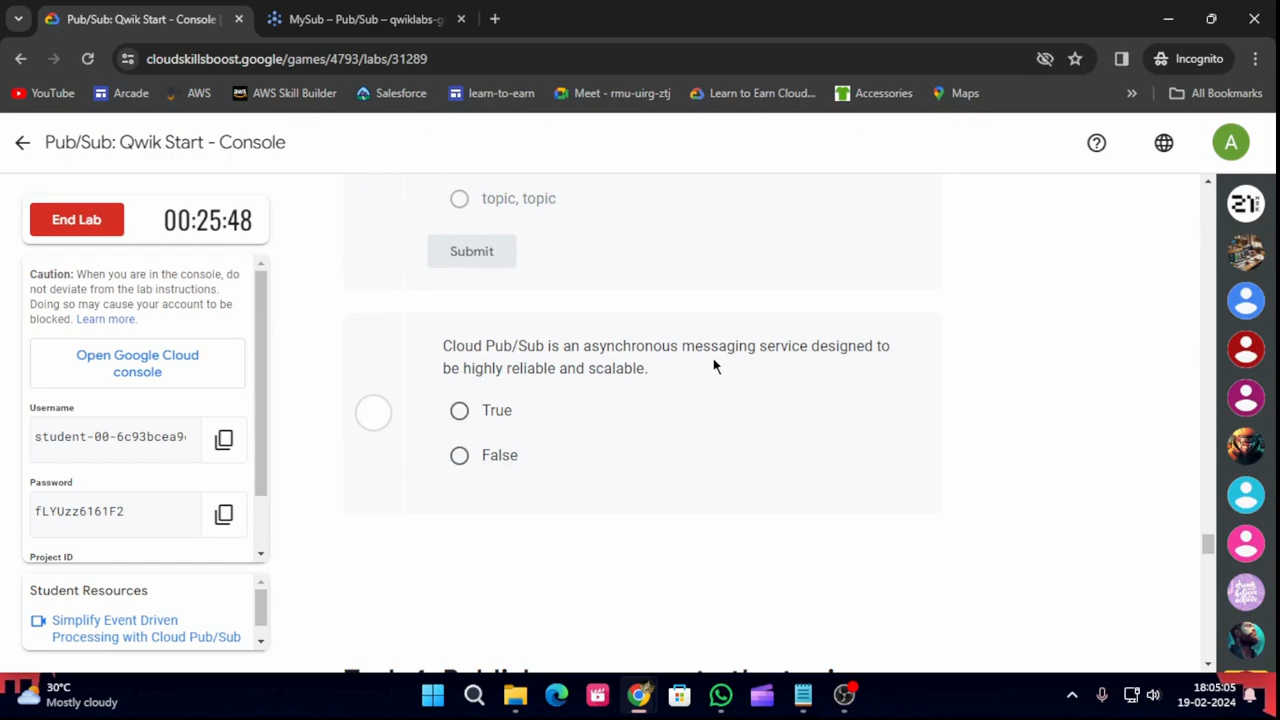 Pub/Sub: Qwik Start - Console
MySub – Pub/Sub – qwiklabs-g
cloudskillsboost.google/games/4793/labs/31289
Incognito
YouTube
Arcade
AWS
AWS Skill Builder
Salesforce
learn-to-earn
Meet - rmu-uirg-ztj
Learn to Earn Cloud...
Accessories
Maps
All Bookmarks
Pub/Sub: Qwik Start - Console
A
End Lab
00:25:48
Caution: When you are in the console, do
not deviate from the lab instructions.
Doing so may cause your account to be
blocked. Learn more.
Open Google Cloud
console
Username
student-00-6c93bcea9
Password
fLYUzz6161F2
Project ID
Student Resources
Simplify Event Driven
Processing with Cloud Pub/Sub
topic, topic
Submit
Cloud Pub/Sub is an asynchronous messaging service designed to
be highly reliable and scalable.
True
False
30°C
Mostly cloudy
18:05:05
19-02-2024